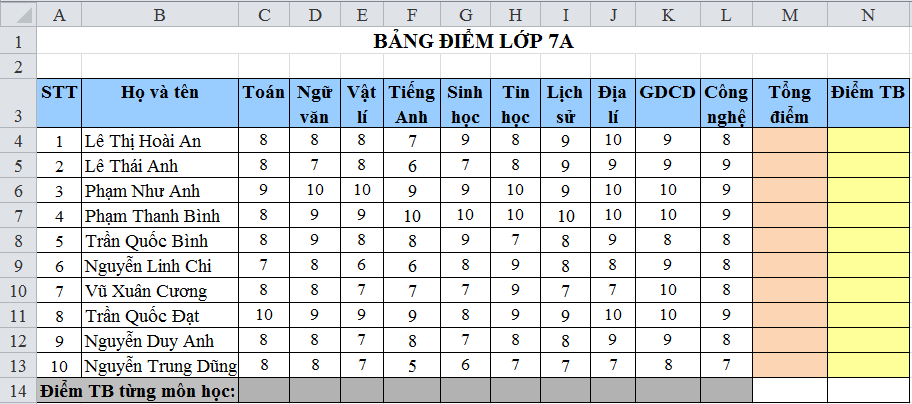 A B C D E F G H I J K L M N
1 BẢNG ĐIỂM LỚP 7A
2
3 STT Họ và tên Toán Ngữ văn Vật lí Tiếng Anh Sinh học Tin học Lịch sử Địa lí GDCD Công nghệ Tổng điểm Điểm TB
4 1 Lê Thị Hoài An 8 8 8 7 9 8 9 10 9 8
5 2 Lê Thái Anh 8 7 8 6 7 8 9 9 9 9
6 3 Phạm Như Anh 9 10 10 9 9 10 9 10 10 9
7 4 Phạm Thanh Bình 8 9 9 10 10 10 10 10 10 9
8 5 Trần Quốc Bình 8 9 8 8 9 7 8 9 8 8
9 6 Nguyễn Linh Chi 7 8 6 6 8 9 8 8 9 8
10 7 Vũ Xuân Cương 8 8 7 7 7 9 7 7 10 8
11 8 Trần Quốc Đạt 10 9 9 9 8 9 9 10 10 9
12 9 Nguyễn Duy Anh 8 8 7 8 7 8 8 9 9 8
13 10 Nguyễn Trung Dũng 8 8 7 5 6 7 7 7 8 7
14 Điểm TB từng môn học: